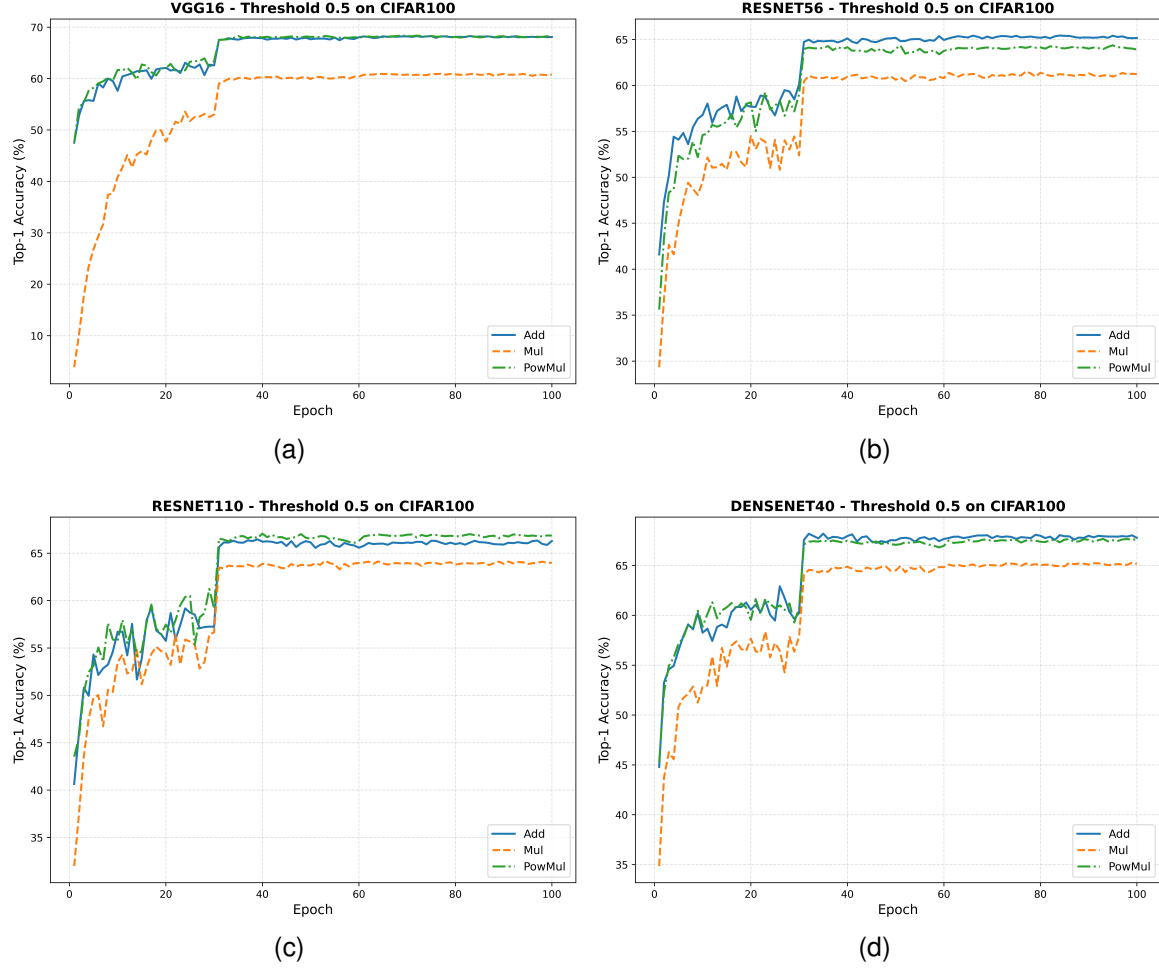 VGG16 - Threshold 0.5 on CIFAR100
Top-1 Accuracy (%)
70
60
50
40
30
20
10
0
20
40
60
80
100
Epoch
Add
Mul
PowMul
(a)
RESNET56 - Threshold 0.5 on CIFAR100
Top-1 Accuracy (%)
65
60
55
50
45
40
35
30
0
20
40
60
80
100
Epoch
Add
Mul
PowMul
(b)
RESNET110 - Threshold 0.5 on CIFAR100
Top-1 Accuracy (%)
65
60
55
50
45
40
35
0
20
40
60
80
100
Epoch
Add
Mul
PowMul
(c)
DENSENET40 - Threshold 0.5 on CIFAR100
Top-1 Accuracy (%)
65
60
55
50
45
40
35
0
20
40
60
80
100
Epoch
Add
Mul
PowMul
(d)